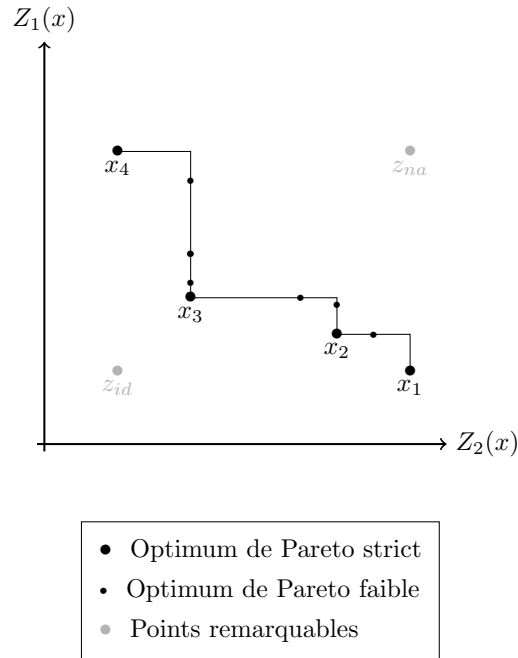 Z_1(x)
x_4
z_{na}
x_3
x_2
z_{id}
x_1
Z_2(x)
Optimum de Pareto strict
Optimum de Pareto faible
Points remarquables